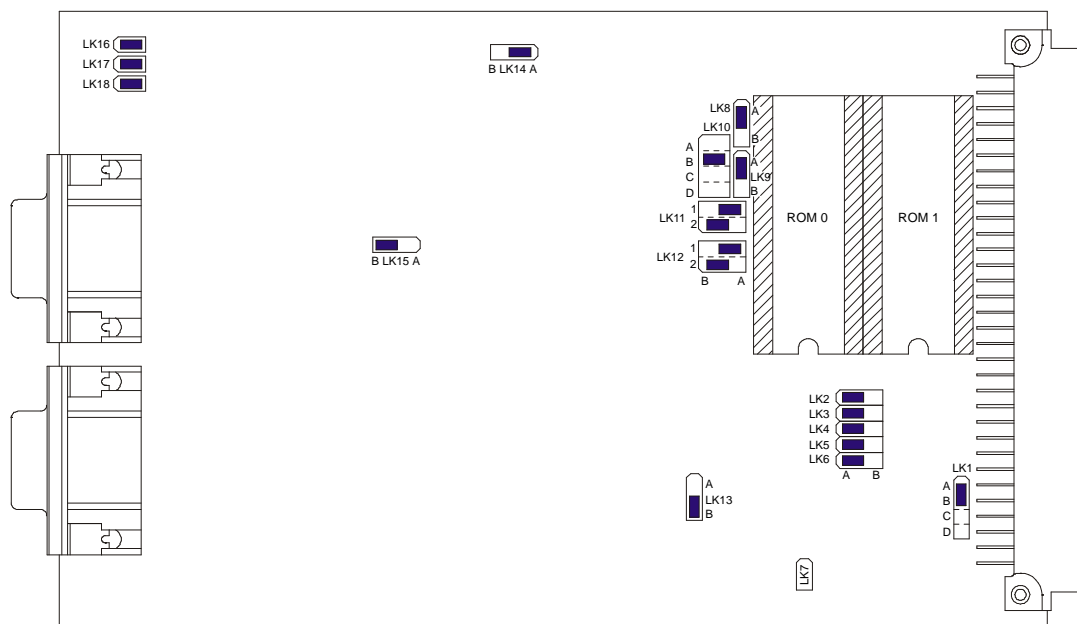 LK16
LK17
LK18
B LK14 A
LK8
A
B
LK10
A
B
C
D
A
LK9
B
LK11
1
2
LK12
1
2
B A
ROM 0
ROM 1
B LK15 A
LK2
LK3
LK4
LK5
LK6
A B
LK1
A
B
C
D
A
LK13
B
LK7